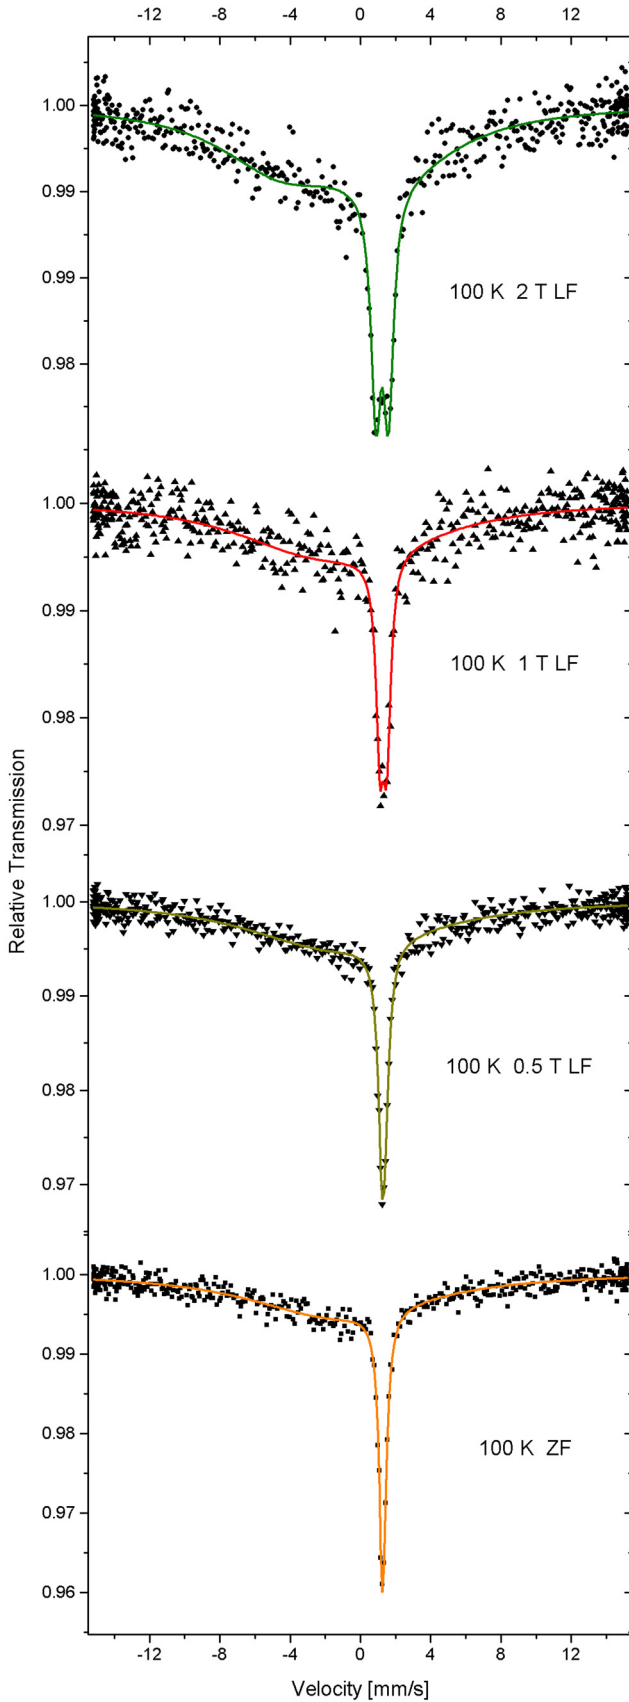 -12 -8 -4 0 4 8 12
1.00
0.99
0.99
0.98
100 K 2 T LF
1.00
0.99
0.98
0.97
100 K 1 T LF
Relative Transmission
1.00
0.99
0.98
0.97
100 K 0.5 T LF
1.00
0.99
0.98
0.97
0.96
100 K ZF
-12 -8 -4 0 4 8 12
Velocity [mm/s]